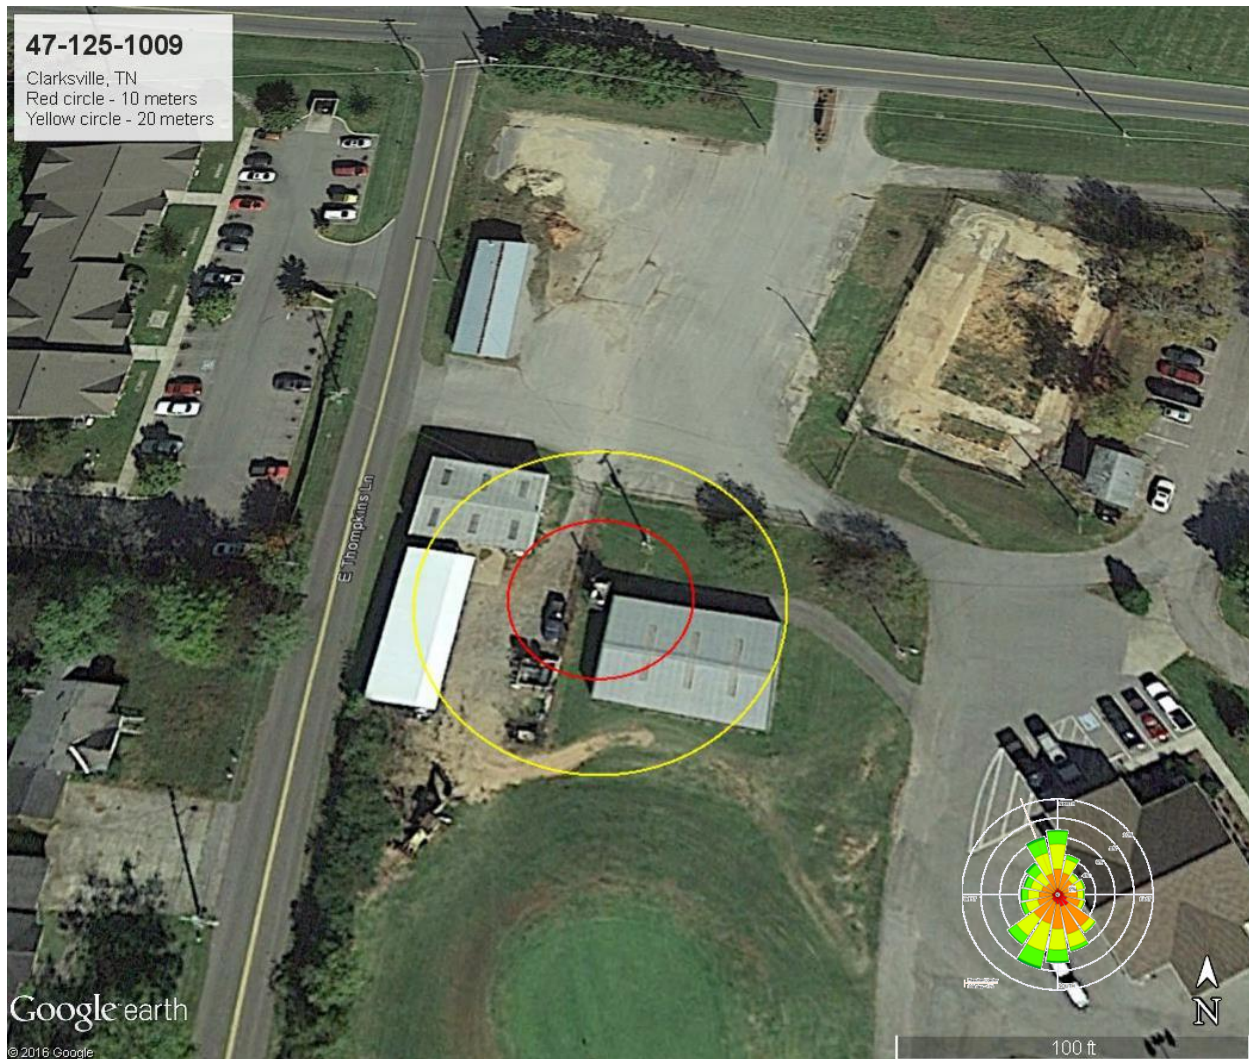 47-125-1009
Clarksville, TN
Red circle - 10 meters
Yellow circle - 20 meters
E Thompkins Ln
Google earth
N
© 2016 Google
100 ft